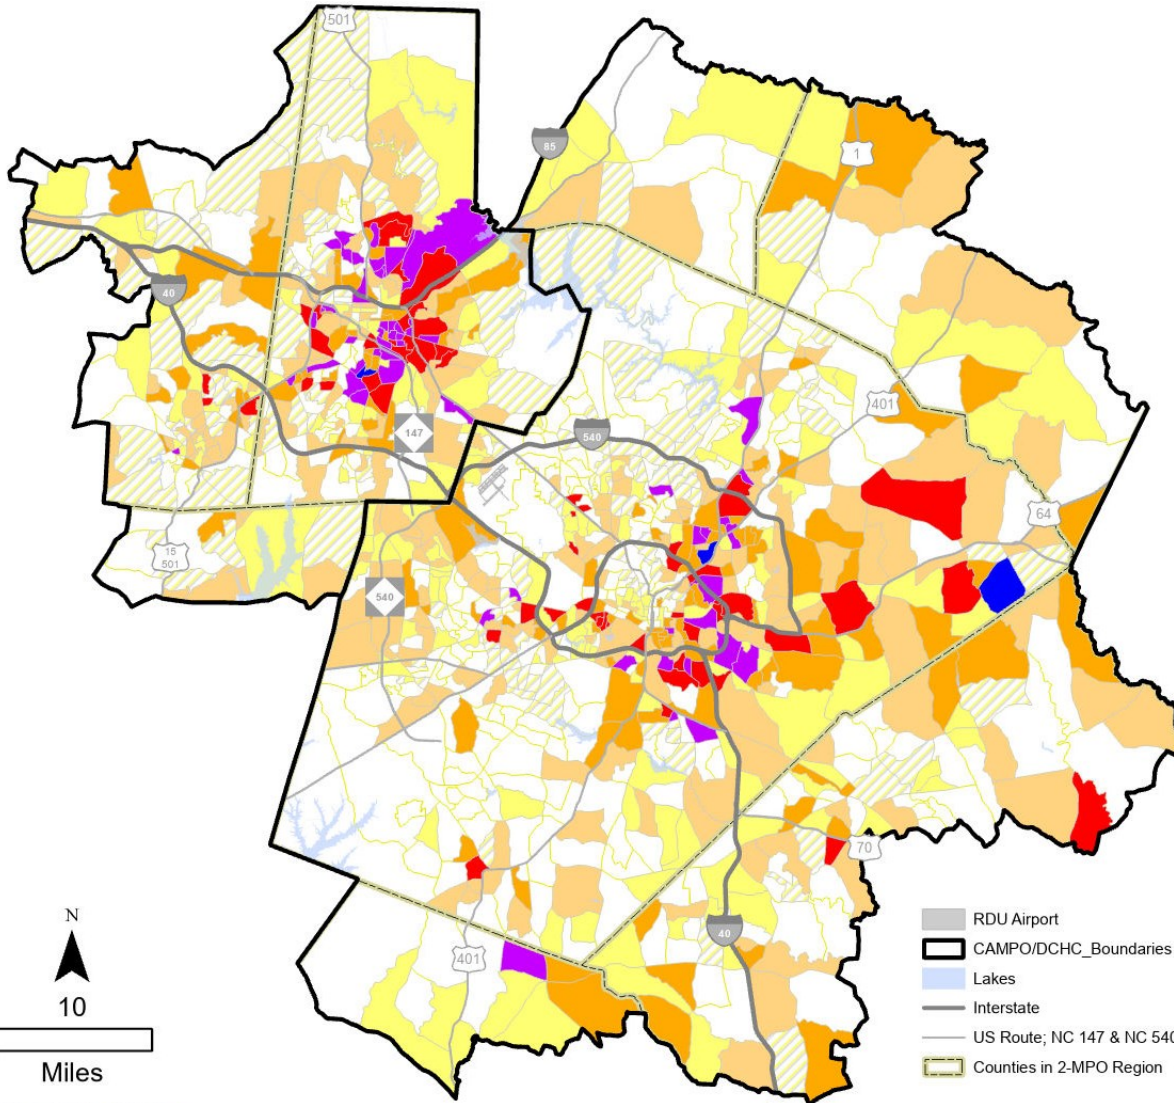 501
85
1
40
401
147
540
64
15
501
540
70
40
401
N
10
Miles
RDU Airport
CAMPO/DCHC_Boundaries
Lakes
Interstate
US Route; NC 147 & NC 540
Counties in 2-MPO Region